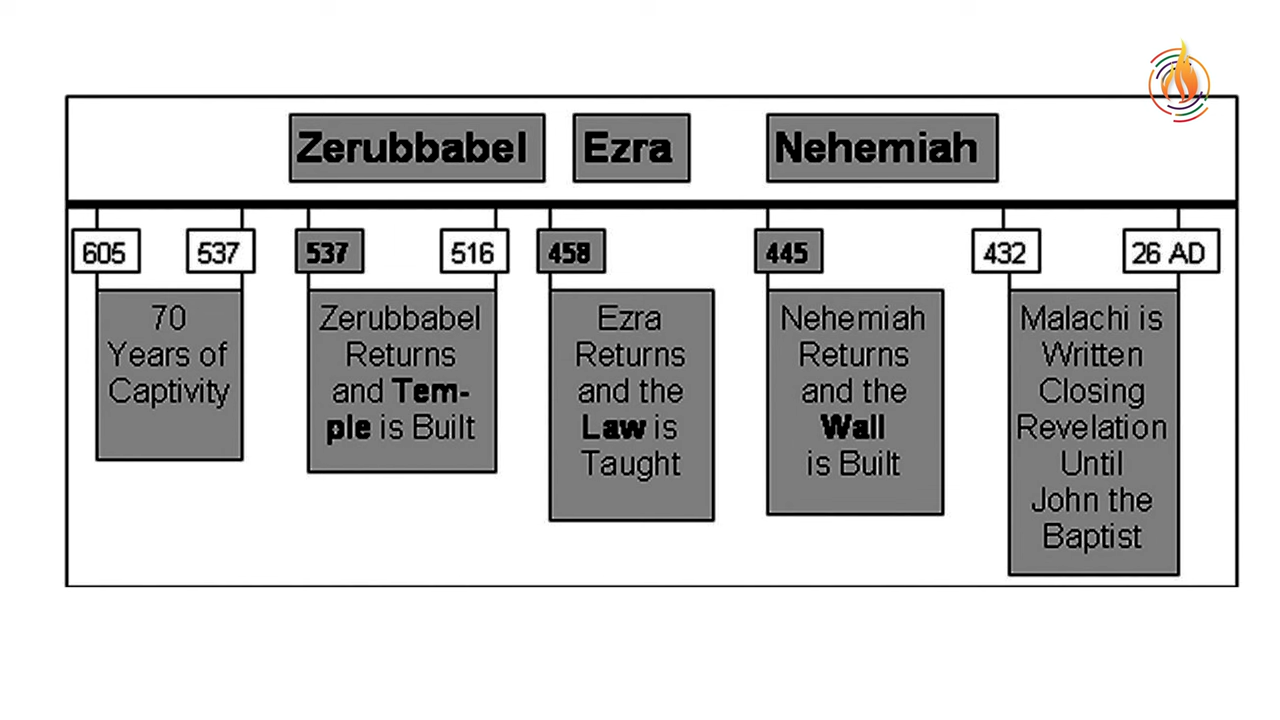 Zerubbabel Ezra Nehemiah
605 537 537 516 458 445 432 26 AD
70
Years of
Captivity
Zerubbabel
Returns
and Tem-
ple is Built
Ezra
Returns
and the
Law is
Taught
Nehemiah
Returns
and the
Wall
is Built
Malachi is
Written
Closing
Revelation
Until
John the
Baptist